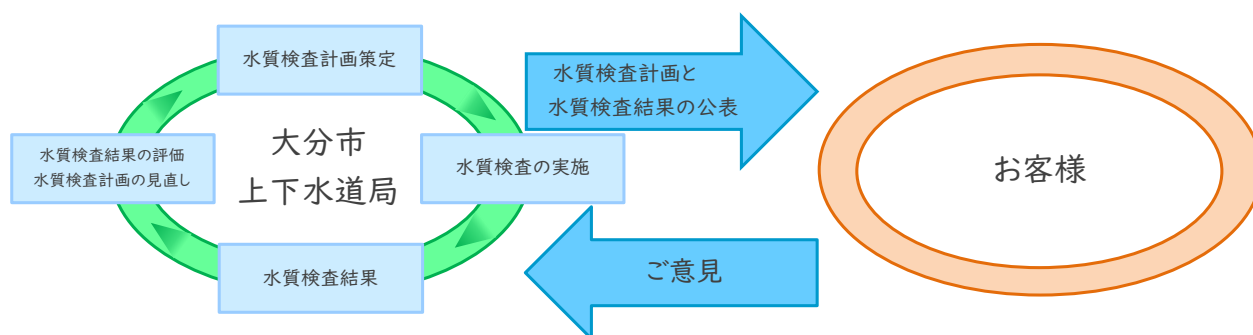 水質検査計画策定
水質検査計画と
水質検査結果の公表
水質検査結果の評価
水質検査計画の見直し
大分市
上下水道局
水質検査の実施
お客様
水質検査結果
ご意見